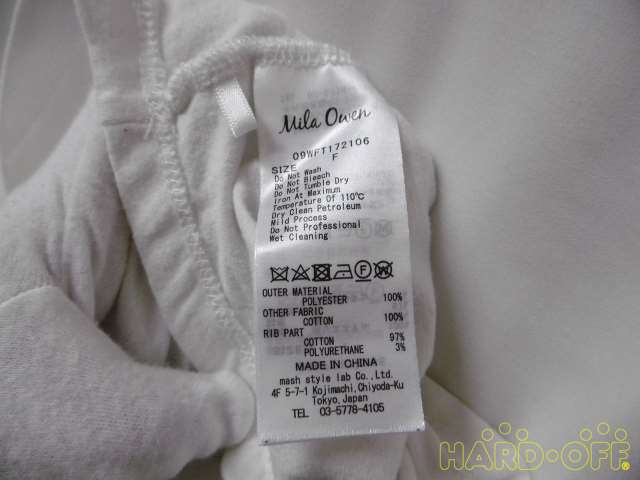 Mila Owen
09WFT172106
SIZE F
Do Not Wash
Do Not Bleach
Do Not Tumble Dry
Iron At Maximum
Temperature Of 110℃
Dry Clean Petroleum
Mild Process
Do Not Professional
Wet Cleaning
OUTER MATERIAL
POLYESTER 100%
OTHER FABRIC
COTTON 100%
RIB PART
COTTON 97%
POLYURETHANE 3%
MADE IN CHINA
mash style lab Co., Ltd.
4F 5-7-1 Kojimachi, Chiyoda-Ku
Tokyo, Japan
TEL 03-5778-4105
HARD・OFF